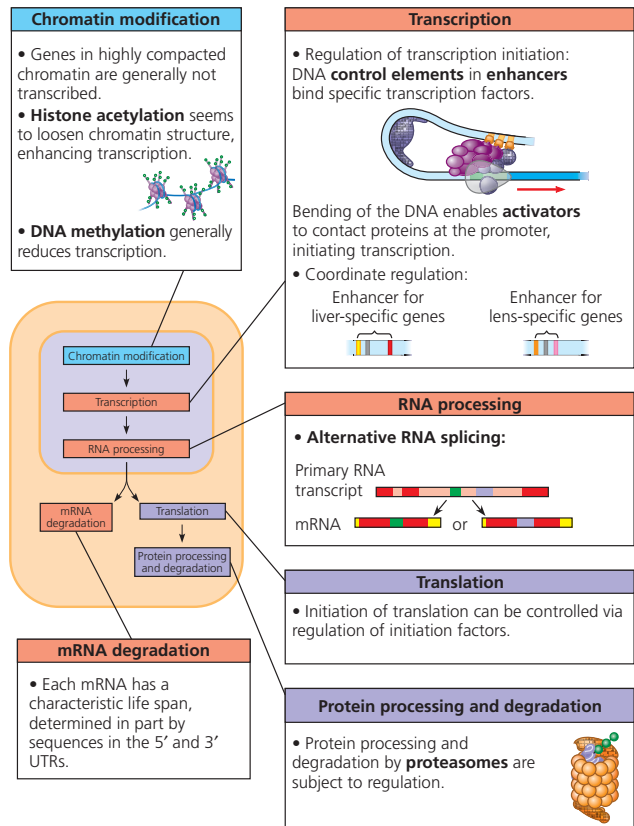 Chromatin modification
• Genes in highly compacted
chromatin are generally not
transcribed.
• Histone acetylation seems
to loosen chromatin structure,
enhancing transcription.
• DNA methylation generally
reduces transcription.
Transcription
• Regulation of transcription initiation:
DNA control elements in enhancers
bind specific transcription factors.
Bending of the DNA enables activators
to contact proteins at the promoter,
initiating transcription.
• Coordinate regulation:
Enhancer for
liver-specific genes
Enhancer for
lens-specific genes
Chromatin modification
Transcription
RNA processing
mRNA
degradation
Translation
Protein processing
and degradation
RNA processing
• Alternative RNA splicing:
Primary RNA
transcript
mRNA
or
Translation
• Initiation of translation can be controlled via
regulation of initiation factors.
mRNA degradation
• Each mRNA has a
characteristic life span,
determined in part by
sequences in the 5′ and 3′
UTRs.
Protein processing and degradation
• Protein processing and
degradation by proteasomes are
subject to regulation.